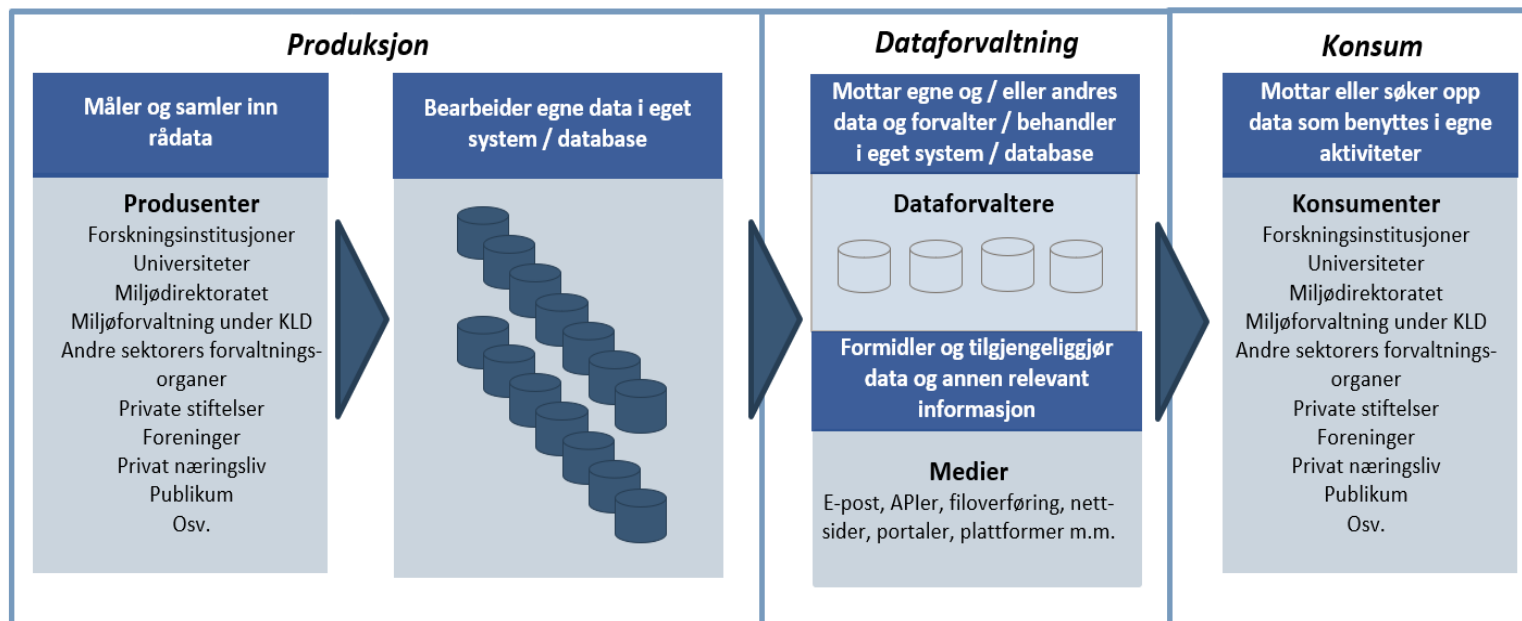 Produksjon
Måler og samler inn
rådata
Produsenter
Forskningsinstitusjoner
Universiteter
Miljødirektoratet
Miljøforvaltning under KLD
Andre sektorers forvaltnings-
organer
Private stiftelser
Foreninger
Privat næringsliv
Publikum
Osv.
Bearbeider egne data i eget
system / database
Dataforvaltning
Mottar egne og / eller andres
data og forvalter / behandler
i eget system / database
Dataforvaltere
Formidler og tilgjengeliggjør
data og annen relevant
informasjon
Medier
E-post, APIer, filoverføring, nett-
sider, portaler, plattformer m.m.
Konsum
Mottar eller søker opp
data som benyttes i egne
aktiviteter
Konsumenter
Forskningsinstitusjoner
Universiteter
Miljødirektoratet
Miljøforvaltning under KLD
Andre sektorers forvaltnings-
organer
Private stiftelser
Foreninger
Privat næringsliv
Publikum
Osv.